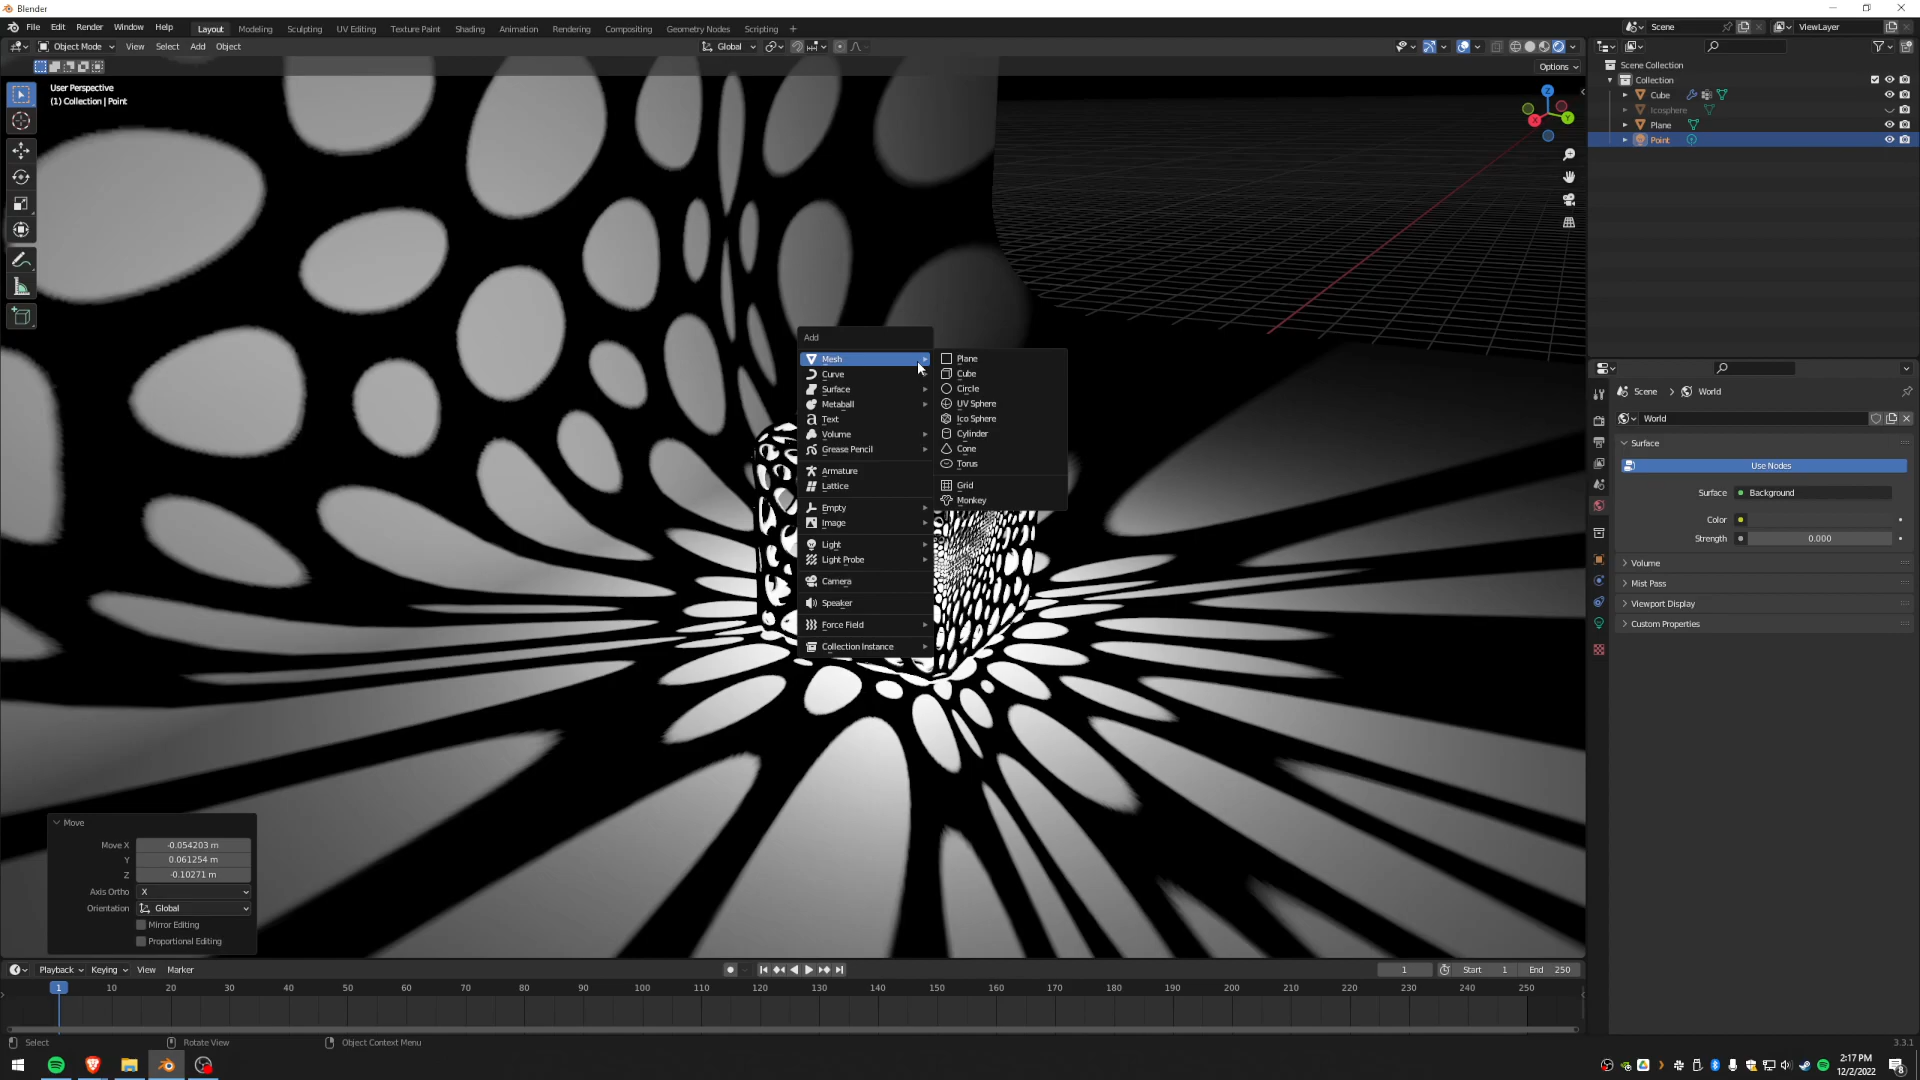 Blender
File Edit Render Window Help Layout Modeling Sculpting UV Editing Texture Paint Shading Animation Rendering Compositing Geometry Nodes Scripting + Scene ViewLayer
Object Mode View Select Add Object Global
Options
User Perspective
(1) Collection | Point
Z
Y
X
Scene Collection
Collection
Cube
Icosphere
Plane
Point
Add
Mesh
Curve
Surface
Metaball
Text
Volume
Grease Pencil
Armature
Lattice
Empty
Image
Light
Light Probe
Camera
Speaker
Force Field
Collection Instance
Plane
Cube
Circle
UV Sphere
Ico Sphere
Cylinder
Cone
Torus
Grid
Monkey
Scene > World
World
Surface
Use Nodes
Surface Background
Color
Strength 0.000
Volume
Mist Pass
Viewport Display
Custom Properties
Move
Move X -0.054203 m
Y 0.061254 m
Z -0.10271 m
Axis Ortho X
Orientation Global
Mirror Editing
Proportional Editing
Playback Keying View Marker 1 Start 1 End 250
1 10 20 30 40 50 60 70 80 90 100 110 120 130 140 150 160 170 180 190 200 210 220 230 240 250
Select Rotate View Object Context Menu 3.3.1
2:17 PM
12/2/2022
8